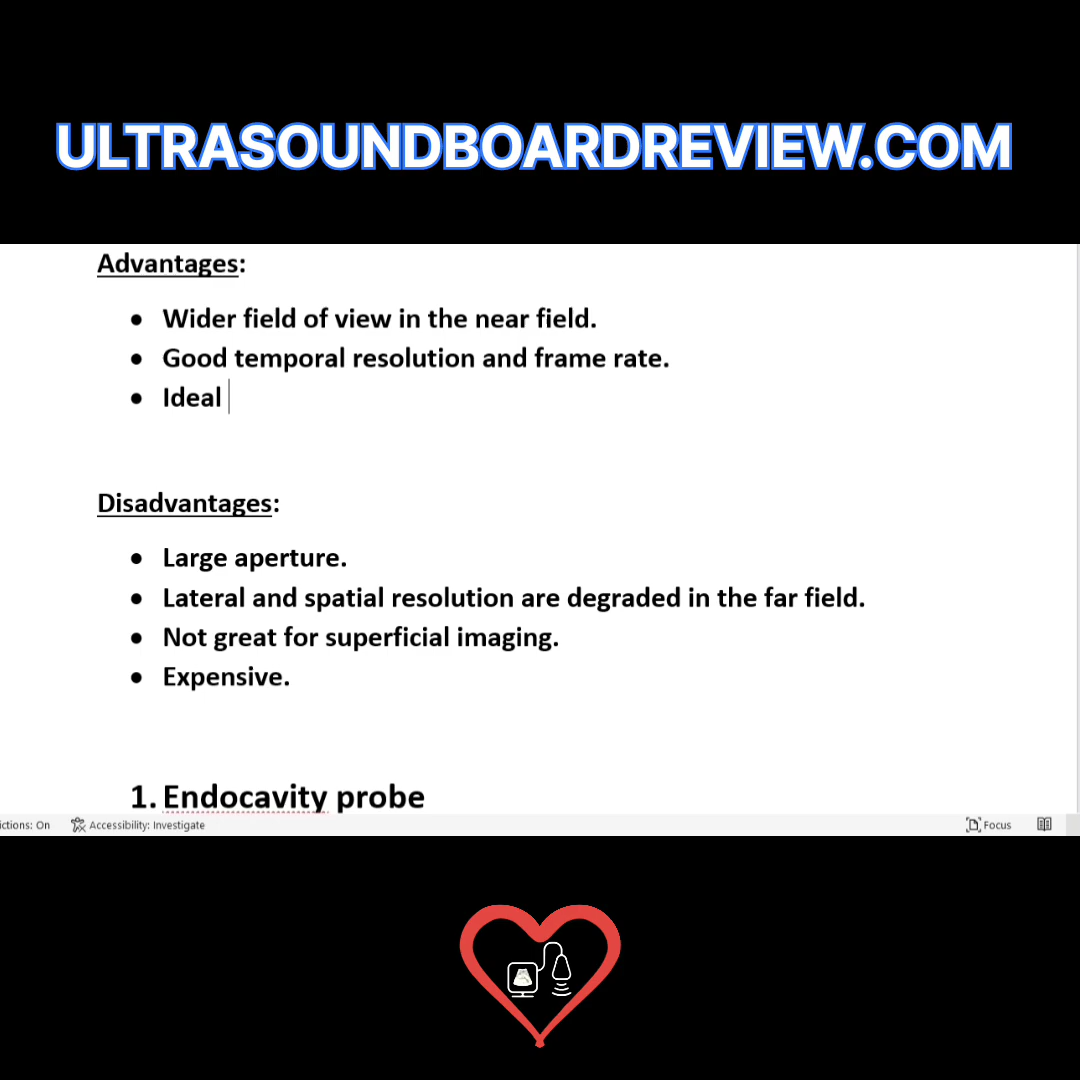 ULTRASOUNDBOARDREVIEW.COM
Advantages:
• Wider field of view in the near field.
• Good temporal resolution and frame rate.
• Ideal
Disadvantages:
• Large aperture.
• Lateral and spatial resolution are degraded in the far field.
• Not great for superficial imaging.
• Expensive.
1. Endocavity probe
ictions: On Accessibility: Investigate Focus